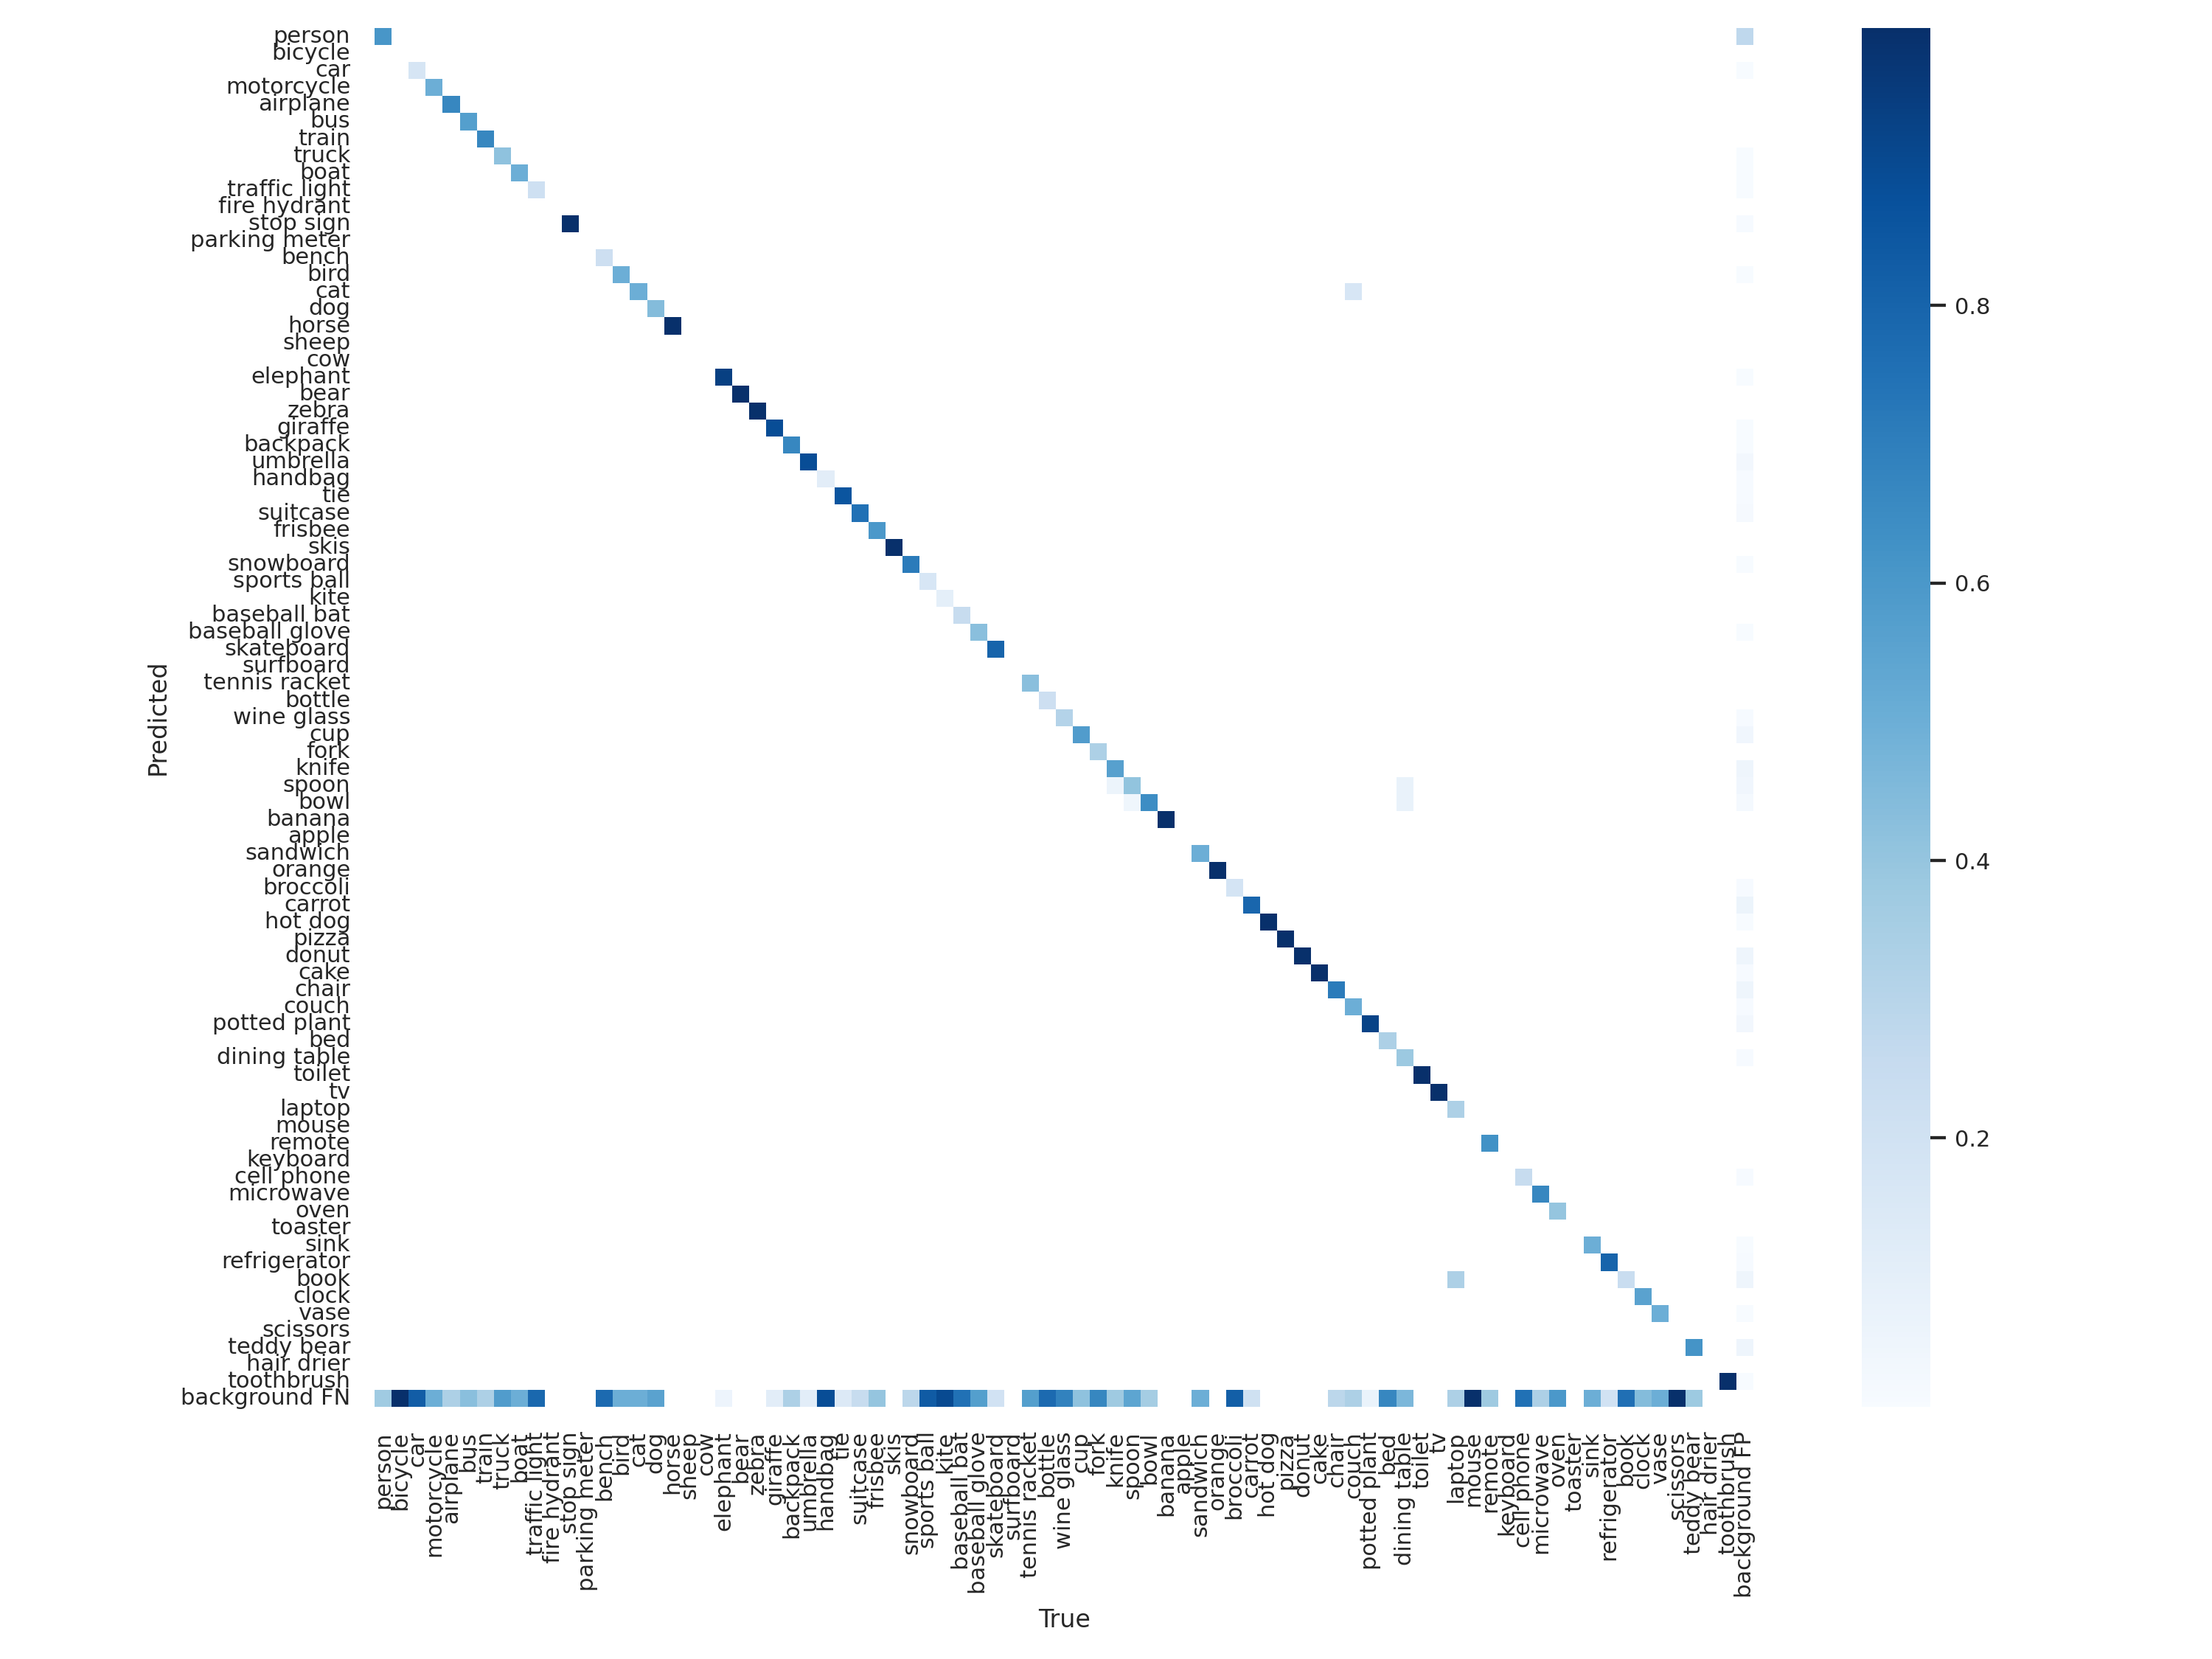 person
bicycle
car
motorcycle
airplane
bus
train
truck
boat
traffic light
fire hydrant
stop sign
parking meter
bench
bird
cat
dog
horse
sheep
cow
elephant
bear
zebra
giraffe
backpack
umbrella
handbag
tie
suitcase
frisbee
skis
snowboard
sports ball
kite
baseball bat
baseball glove
skateboard
surfboard
tennis racket
bottle
wine glass
cup
fork
knife
spoon
bowl
banana
apple
sandwich
orange
broccoli
carrot
hot dog
pizza
donut
cake
chair
couch
potted plant
bed
dining table
toilet
tv
laptop
mouse
remote
keyboard
cell phone
microwave
oven
toaster
sink
refrigerator
book
clock
vase
scissors
teddy bear
hair drier
toothbrush
background FN
Predicted
person
bicycle
car
motorcycle
airplane
bus
train
truck
boat
traffic light
fire hydrant
stop sign
parking meter
bench
bird
cat
dog
horse
sheep
cow
elephant
bear
zebra
giraffe
backpack
umbrella
handbag
tie
suitcase
frisbee
skis
snowboard
sports ball
kite
baseball bat
baseball glove
skateboard
surfboard
tennis racket
bottle
wine glass
cup
fork
knife
spoon
bowl
banana
apple
sandwich
orange
broccoli
carrot
hot dog
pizza
donut
cake
chair
couch
potted plant
bed
dining table
toilet
tv
laptop
mouse
remote
keyboard
cell phone
microwave
oven
toaster
sink
refrigerator
book
clock
vase
scissors
teddy bear
hair drier
toothbrush
background FP
True
0.8
0.6
0.4
0.2